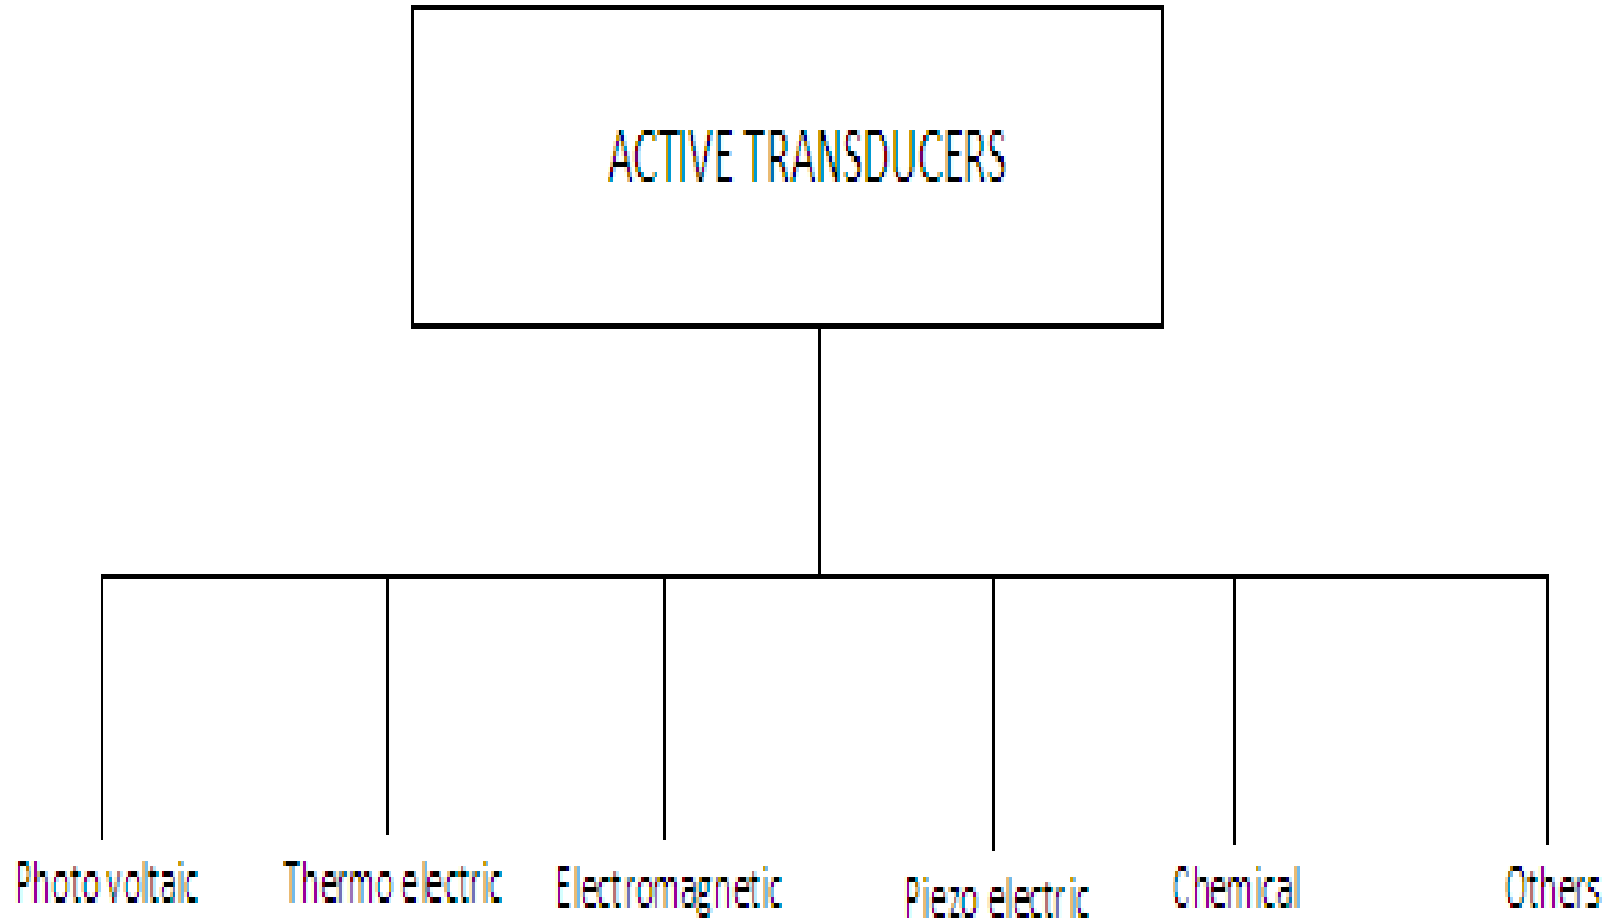 ACTIVE TRANSDUCERS
Photo voltaic
Thermo electric
Electromagnetic
Piezo electric
Chemical
Others